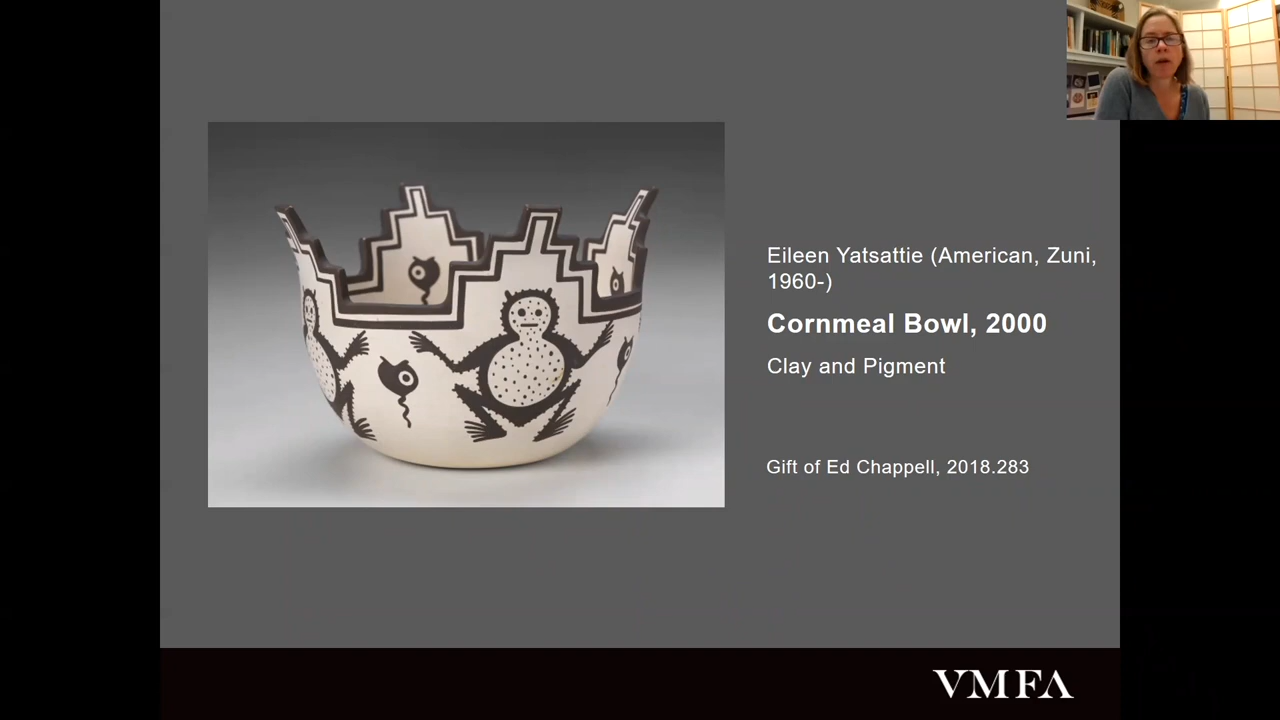 Eileen Yatsattie (American, Zuni,
1960-)
Cornmeal Bowl, 2000
Clay and Pigment
Gift of Ed Chappell, 2018.283
VMFA